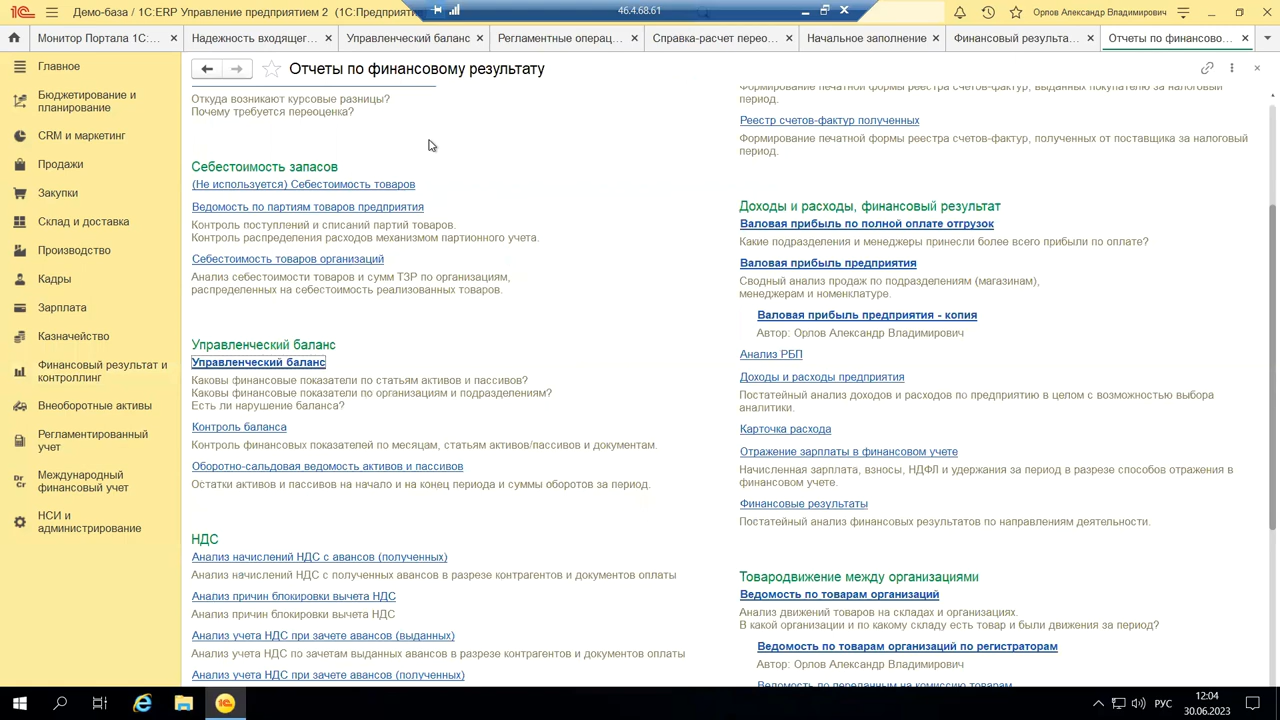 Демо-база / 1С:ERP Управление предприятием 2 (1С:Предприятие
46.4.68.61
Орлов Александр Владимирович
Монитор Портала 1С:...
Надежность входящег...
Управленческий баланс
Регламентные операц...
Справка-расчет перео...
Начальное заполнение
Финансовый результа...
Отчеты по финансово...
Главное
Бюджетирование и
планирование
CRM и маркетинг
Продажи
Закупки
Склад и доставка
Производство
Кадры
Зарплата
Казначейство
Финансовый результат и
контроллинг
Внеоборотные активы
Регламентированный
учет
Международный
финансовый учет
НСИ и
администрирование
Отчеты по финансовому результату
Откуда возникают курсовые разницы?
Почему требуется переоценка?
Себестоимость запасов
(Не используется) Себестоимость товаров
Ведомость по партиям товаров предприятия
Контроль поступлений и списаний партий товаров.
Контроль распределения расходов механизмом партионного учета.
Себестоимость товаров организаций
Анализ себестоимости товаров и сумм ТЗР по организациям,
распределенных на себестоимость реализованных товаров.
Управленческий баланс
Управленческий баланс
Каковы финансовые показатели по статьям активов и пассивов?
Каковы финансовые показатели по организациям и подразделениям?
Есть ли нарушение баланса?
Контроль баланса
Контроль финансовых показателей по месяцам, статьям активов/пассивов и документам.
Оборотно-сальдовая ведомость активов и пассивов
Остатки активов и пассивов на начало и на конец периода и суммы оборотов за период.
НДС
Анализ начислений НДС с авансов (полученных)
Анализ начислений НДС с полученных авансов в разрезе контрагентов и документов оплаты
Анализ причин блокировки вычета НДС
Анализ причин блокировки вычета НДС
Анализ учета НДС при зачете авансов (выданных)
Анализ учета НДС по зачетам выданных авансов в разрезе контрагентов и документов оплаты
Анализ учета НДС при зачете авансов (полученных)
Формирование печатной формы реестра счетов-фактур, выданных покупателю за налоговый
период.
Реестр счетов-фактур полученных
Формирование печатной формы реестра счетов-фактур, полученных от поставщика за налоговый
период.
Доходы и расходы, финансовый результат
Валовая прибыль по полной оплате отгрузок
Какие подразделения и менеджеры принесли более всего прибыли по оплате?
Валовая прибыль предприятия
Сводный анализ продаж по подразделениям (магазинам),
менеджерам и номенклатуре.
Валовая прибыль предприятия - копия
Автор: Орлов Александр Владимирович
Анализ РБП
Доходы и расходы предприятия
Постатейный анализ доходов и расходов по предприятию в целом с возможностью выбора
аналитики.
Карточка расхода
Отражение зарплаты в финансовом учете
Начисленная зарплата, взносы, НДФЛ и удержания за период в разрезе способов отражения в
финансовом учете.
Финансовые результаты
Постатейный анализ финансовых результатов по направлениям деятельности.
Товародвижение между организациями
Ведомость по товарам организаций
Анализ движений товаров на складах и организациях.
В какой организации и по какому складу есть товар и были движения за период?
Ведомость по товарам организаций по регистраторам
Автор: Орлов Александр Владимирович
Ведомость по переданным на комиссию товарам
РУС
12:04
30.06.2023